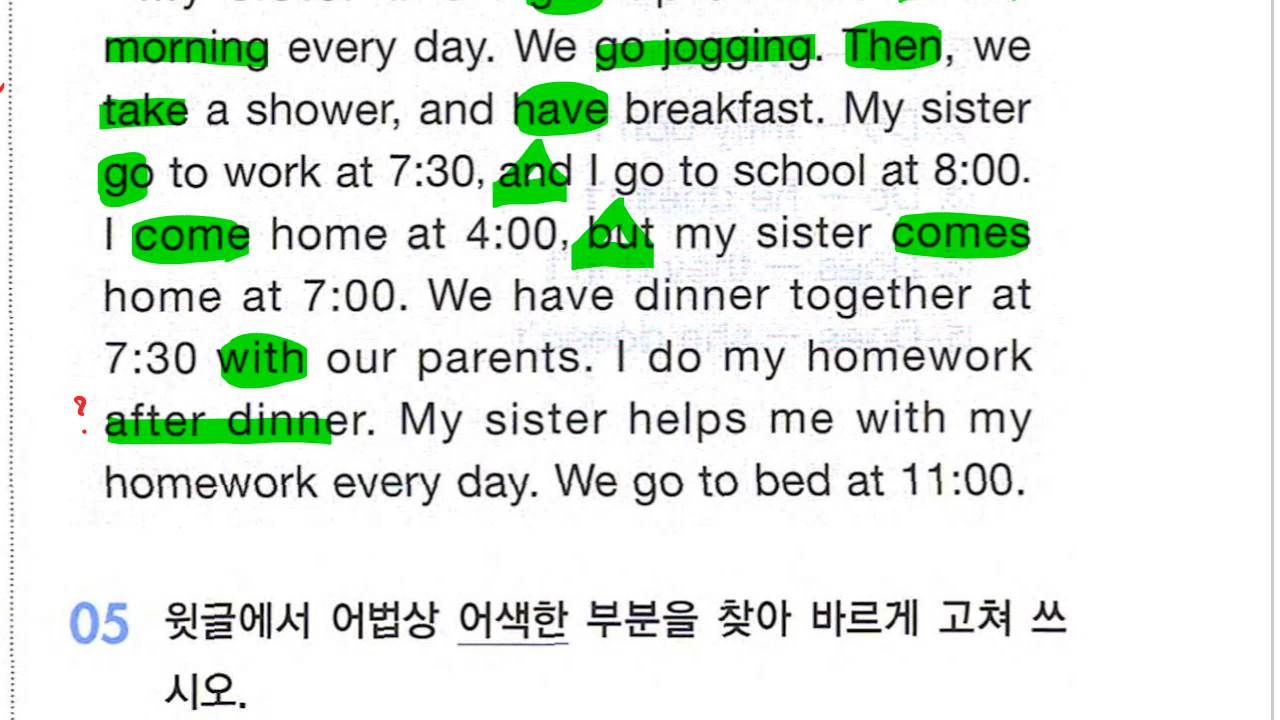 morning every day. We go jogging. Then, we
take a shower, and have breakfast. My sister
go to work at 7:30, and I go to school at 8:00.
I come home at 4:00, but my sister comes
home at 7:00. We have dinner together at
7:30 with our parents. I do my homework
? after dinner. My sister helps me with my
homework every day. We go to bed at 11:00.
05 윗글에서 어법상 어색한 부분을 찾아 바르게 고쳐 쓰
시오.